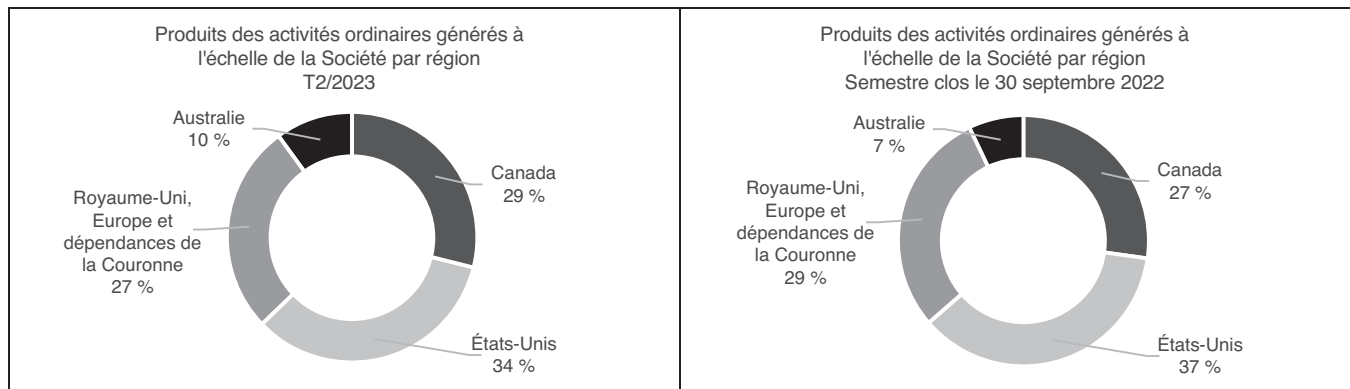 Produits des activités ordinaires générés à
l'échelle de la Société par région
T2/2023
Australie
10 %
Canada
29 %
Royaume-Uni,
Europe et
dépendances de
la Couronne
27 %
États-Unis
34 %
Produits des activités ordinaires générés à
l'échelle de la Société par région
Semestre clos le 30 septembre 2022
Australie
7 %
Canada
27 %
Royaume-Uni,
Europe et
dépendances de
la Couronne
29 %
États-Unis
37 %